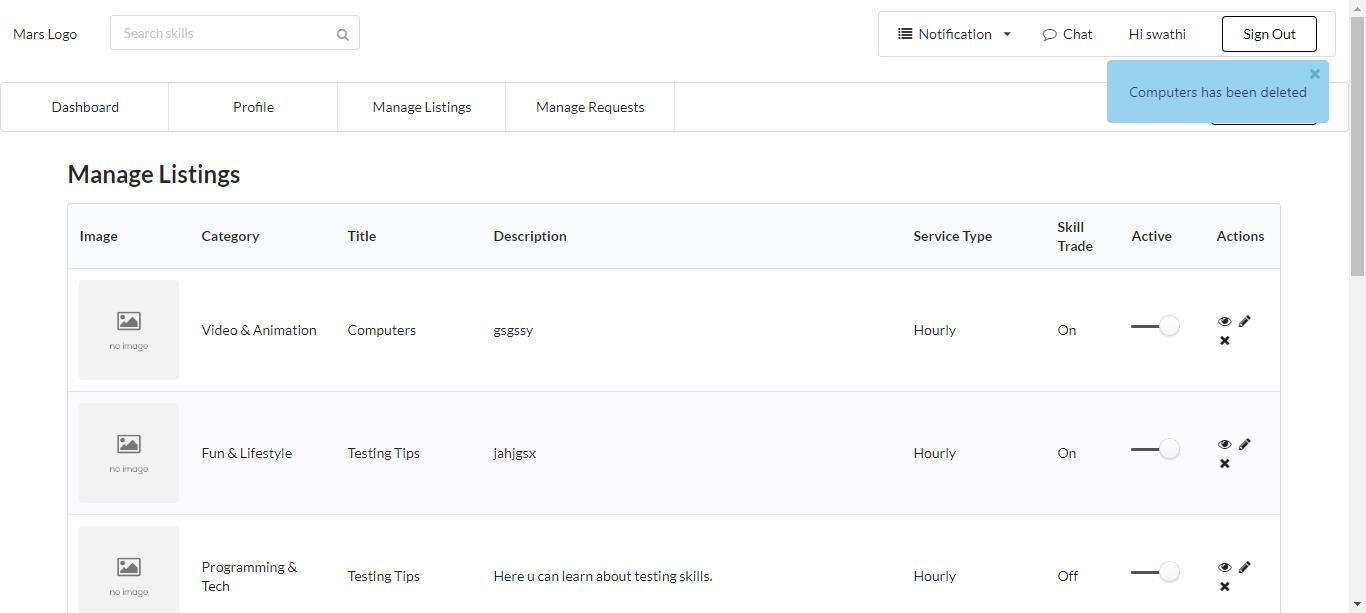 Mars Logo
Search skills
Notification
Chat
Hi swathi
Sign Out
Computers has been deleted
Dashboard
Profile
Manage Listings
Manage Requests
Manage Listings
Image
Category
Title
Description
Service Type
Skill
Trade
Active
Actions
no image
Video & Animation
Computers
gsgssy
Hourly
On
no image
Fun & Lifestyle
Testing Tips
jahjgsx
Hourly
On
no image
Programming &
Tech
Testing Tips
Here u can learn about testing skills.
Hourly
Off